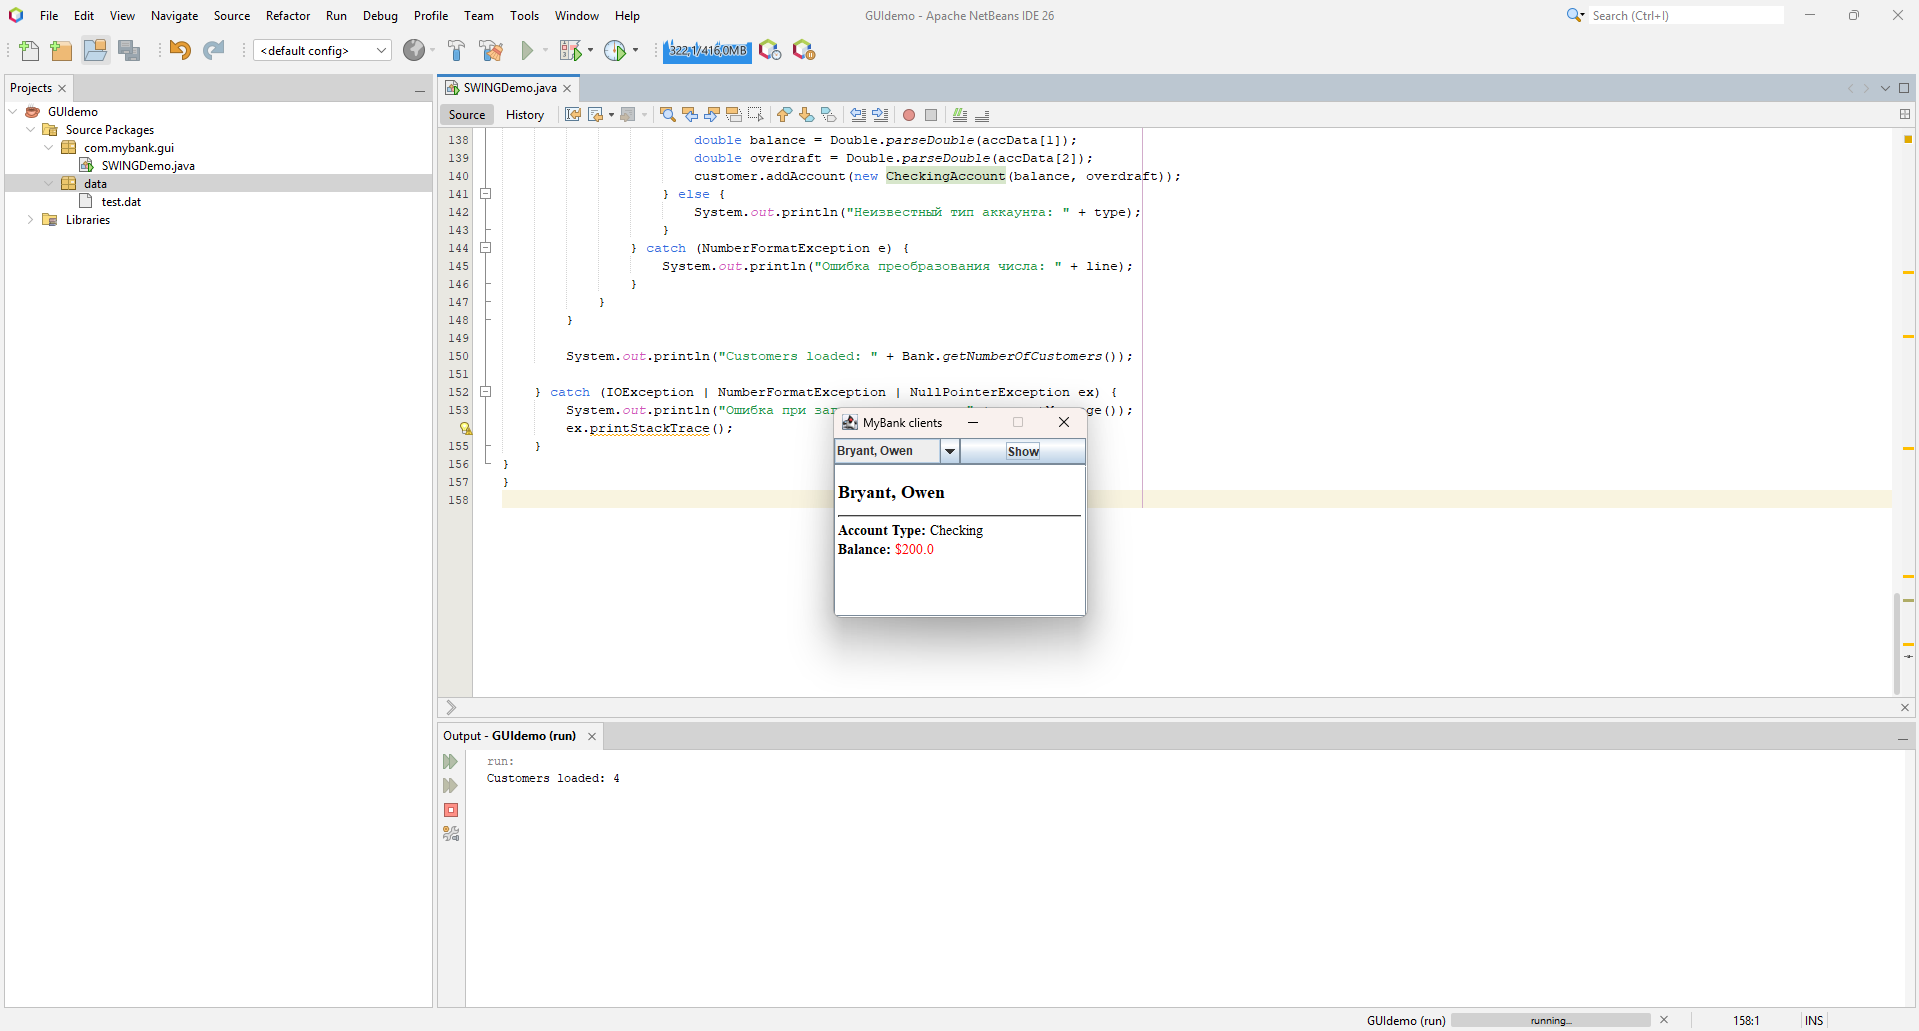 File Edit View Navigate Source Refactor Run Debug Profile Team Tools Window Help
GUIdemo - Apache NetBeans IDE 26
Search (Ctrl+I)
<default config>
322,1/416,0MB
Projects
GUIdemo
Source Packages
com.mybank.gui
SWINGDemo.java
data
test.dat
Libraries
SWINGDemo.java
Source History
138 double balance = Double.parseDouble(accData[1]);
139 double overdraft = Double.parseDouble(accData[2]);
140 customer.addAccount(new CheckingAccount(balance, overdraft));
141 } else {
142 System.out.println("Неизвестный тип аккаунта: " + type);
143 }
144 } catch (NumberFormatException e) {
145 System.out.println("Ошибка преобразования числа: " + line);
146 }
147 }
148 }
149
150 System.out.println("Customers loaded: " + Bank.getNumberOfCustomers());
151
152 } catch (IOException | NumberFormatException | NullPointerException ex) {
153 System.out.println("Ошибка при ge());
ex.printStackTrace();
155 }
156 }
157 }
158
MyBank clients
Bryant, Owen
Show
Bryant, Owen
Account Type: Checking
Balance: $200.0
Output - GUIdemo (run)
run:
Customers loaded: 4
GUIdemo (run) running... 158:1 INS